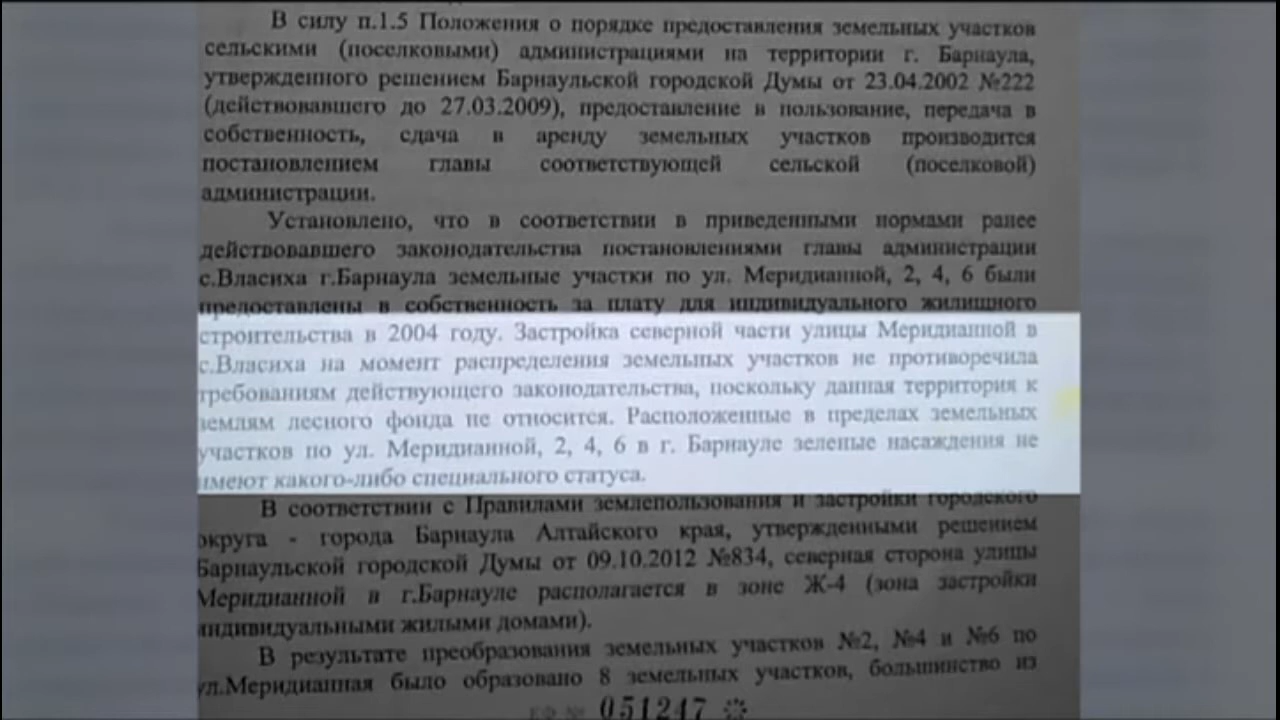 В силу п.1.5 Положения о порядке предоставления земельных участков
сельскими (поселковыми) администрациями на территории г. Барнаула,
утвержденного решением Барнаульской городской Думы от 23.04.2002 №222
(действовавшего до 27.03.2009), предоставление в пользование, передача в
собственность, сдача в аренду земельных участков производится
постановлением главы соответствующей сельской (поселковой)
администрации.
Установлено, что в соответствии в приведенными нормами ранее
действовавшего законодательства постановлениями главы администрации
с.Власиха г.Барнаула земельные участки по ул. Меридианной, 2, 4, 6 были
предоставлены в собственность за плату для индивидуального жилищного
строительства в 2004 году. Застройка северной части улицы Меридианной в
с.Власиха на момент распределения земельных участков не противоречила
требованиям действующего законодательства, поскольку данная территория к
землям лесного фонда не относится. Расположенные в пределах земельных
участков по ул. Меридианной, 2, 4, 6 в г. Барнауле зеленые насаждения не
имеют какого-либо специального статуса.
В соответствии с Правилами землепользования и застройки городского
округа - города Барнаула Алтайского края, утвержденными решением
Барнаульской городской Думы от 09.10.2012 №834, северная сторона улицы
Меридианной в г.Барнауле располагается в зоне Ж-4 (зона застройки
индивидуальными жилыми домами).
В результате преобразования земельных участков №2, №4 и №6 по
ул.Меридианная было образовано 8 земельных участков, большинство из
№ 051247